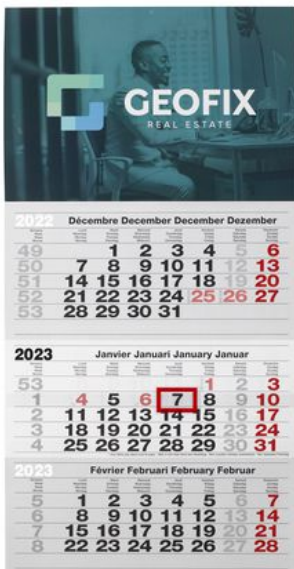 GEOFIX
REAL ESTATE
2022 Décembre December December Dezember
49 1 2 3 4 5 6
50 7 8 9 10 11 12 13
51 14 15 16 17 18 19 20
52 21 22 23 24 25 26 27
53 28 29 30 31
2023 Janvier Januari January Januar
53 1 2 3
1 4 5 6 7 8 9 10
2 11 12 13 14 15 16 17
3 18 19 20 21 22 23 24
4 25 26 27 28 29 30 31
2023 Février Februari February Februar
5 1 2 3 4 5 6 7
6 8 9 10 11 12 13 14
7 15 16 17 18 19 20 21
8 22 23 24 25 26 27 28